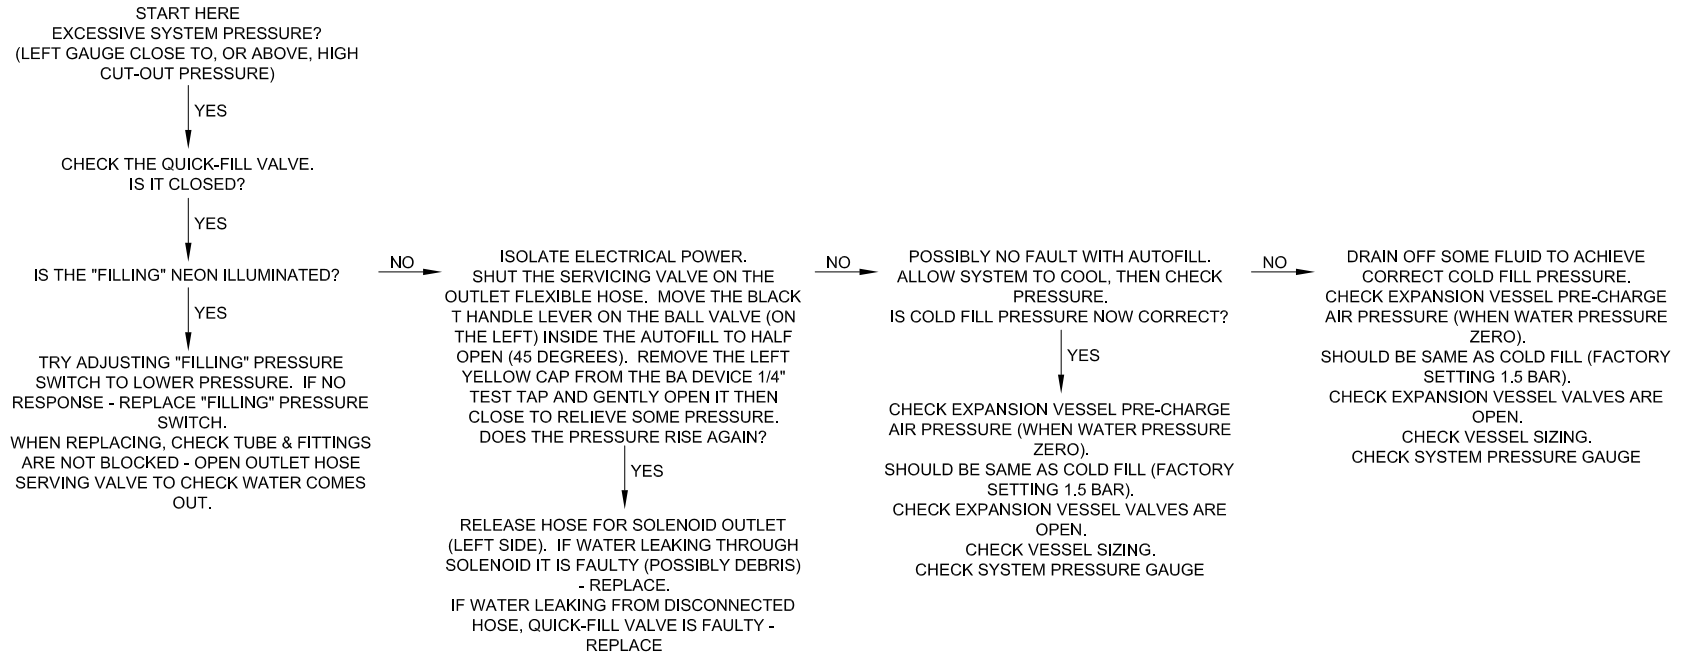 START HERE
EXCESSIVE SYSTEM PRESSURE?
(LEFT GAUGE CLOSE TO, OR ABOVE, HIGH
CUT-OUT PRESSURE)
YES
CHECK THE QUICK-FILL VALVE.
IS IT CLOSED?
YES
IS THE "FILLING" NEON ILLUMINATED?
YES
TRY ADJUSTING "FILLING" PRESSURE
SWITCH TO LOWER PRESSURE. IF NO
RESPONSE - REPLACE "FILLING" PRESSURE
SWITCH.
WHEN REPLACING, CHECK TUBE & FITTINGS
ARE NOT BLOCKED - OPEN OUTLET HOSE
SERVING VALVE TO CHECK WATER COMES
OUT.
NO
ISOLATE ELECTRICAL POWER.
SHUT THE SERVICING VALVE ON THE
OUTLET FLEXIBLE HOSE. MOVE THE BLACK
T HANDLE LEVER ON THE BALL VALVE (ON
THE LEFT) INSIDE THE AUTOFILL TO HALF
OPEN (45 DEGREES). REMOVE THE LEFT
YELLOW CAP FROM THE BA DEVICE 1/4"
TEST TAP AND GENTLY OPEN IT THEN
CLOSE TO RELIEVE SOME PRESSURE.
DOES THE PRESSURE RISE AGAIN?
YES
RELEASE HOSE FOR SOLENOID OUTLET
(LEFT SIDE). IF WATER LEAKING THROUGH
SOLENOID IT IS FAULTY (POSSIBLY DEBRIS)
- REPLACE.
IF WATER LEAKING FROM DISCONNECTED
HOSE, QUICK-FILL VALVE IS FAULTY -
REPLACE
NO
POSSIBLY NO FAULT WITH AUTOFILL.
ALLOW SYSTEM TO COOL, THEN CHECK
PRESSURE.
IS COLD FILL PRESSURE NOW CORRECT?
YES
CHECK EXPANSION VESSEL PRE-CHARGE
AIR PRESSURE (WHEN WATER PRESSURE
ZERO).
SHOULD BE SAME AS COLD FILL (FACTORY
SETTING 1.5 BAR).
CHECK EXPANSION VESSEL VALVES ARE
OPEN.
CHECK VESSEL SIZING.
CHECK SYSTEM PRESSURE GAUGE
NO
DRAIN OFF SOME FLUID TO ACHIEVE
CORRECT COLD FILL PRESSURE.
CHECK EXPANSION VESSEL PRE-CHARGE
AIR PRESSURE (WHEN WATER PRESSURE
ZERO).
SHOULD BE SAME AS COLD FILL (FACTORY
SETTING 1.5 BAR).
CHECK EXPANSION VESSEL VALVES ARE
OPEN.
CHECK VESSEL SIZING.
CHECK SYSTEM PRESSURE GAUGE